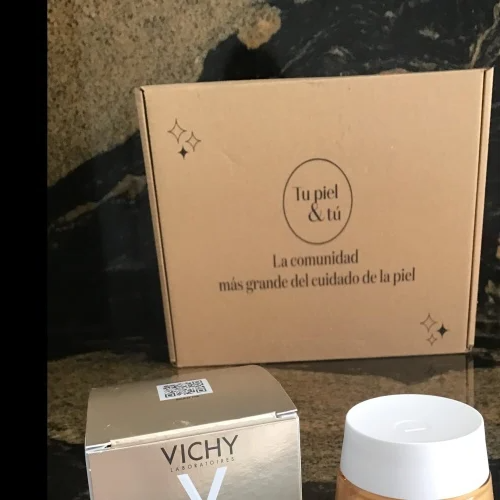 Tu piel
& tú
La comunidad
más grande del cuidado de la piel
VICHY
LABORATOIRES
V